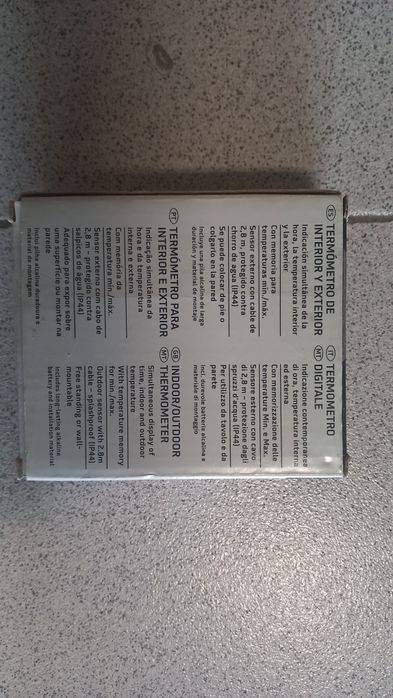 ES TERMÓMETRO DE
INTERIOR Y EXTERIOR
Indicación simultánea de la
hora, la temperatura interior
y la exterior
Con memoria para
temperaturas mín./máx.
Sensor externo con cable de
2,8 m, protegido contra
chorro de agua (IP44)
Se puede colocar de pie o
colgarlo en la pared
Incluye una pila alcalina de larga
duración y material de montaje
IT TERMOMETRO
MT DIGITALE
Indicazione contemporanea
di ora, temperatura interna
ed esterna
Con memorizzazione delle
temperature Min. e Max.
Sensore esterno con cavo
di 2,8 m – protezione dagli
spruzzi d'acqua (IP44)
Per utilizzo da tavolo e da
parete
Incl. durevole batteria alcalina e
materiale di montaggio
PT TERMÓMETRO PARA
INTERIOR E EXTERIOR
Indicação simultânea da
hora e da temperatura
interna e externa
Com memória da
temperatura mín./máx.
Sensor externo com cabo de
2,8 m – protegido contra
salpicos de água (IP44)
Adequado para expor sobre
uma superfície ou montar na
parede
Inclui pilha alcalina duradoura e
material de montagem
GB INDOOR/OUTDOOR
MT THERMOMETER
Simultaneous display of
time, indoor and outdoor
temperature
With temperature memory
for min./max.
Outdoor sensor with 2.8m
cable – splashproof (IP44)
Free standing or wall-
mountable
Includes long-lasting alkaline
battery and installation material